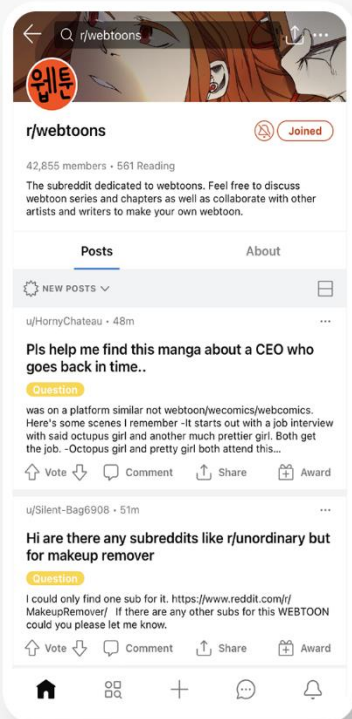 r/webtoons
웹툰
r/webtoons
Joined
42,855 members • 561 Reading
The subreddit dedicated to webtoons. Feel free to discuss
webtoon series and chapters as well as collaborate with other
artists and writers to make your own webtoon.
Posts
About
NEW POSTS
u/HornyChateau • 48m
Pls help me find this manga about a CEO who
goes back in time..
Question
was on a platform similar not webtoon/wecomics/webcomics.
Here's some scenes I remember -It starts out with a job interview
with said octupus girl and another much prettier girl. Both get
the job. -Octopus girl and pretty girl both attend this...
Vote
Comment
Share
Award
u/Silent-Bag6908 • 51m
Hi are there any subreddits like r/unordinary but
for makeup remover
Question
I could only find one sub for it. https://www.reddit.com/r/
MakeupRemover/ If there are any other subs for this WEBTOON
could you please let me know.
Vote
Comment
Share
Award